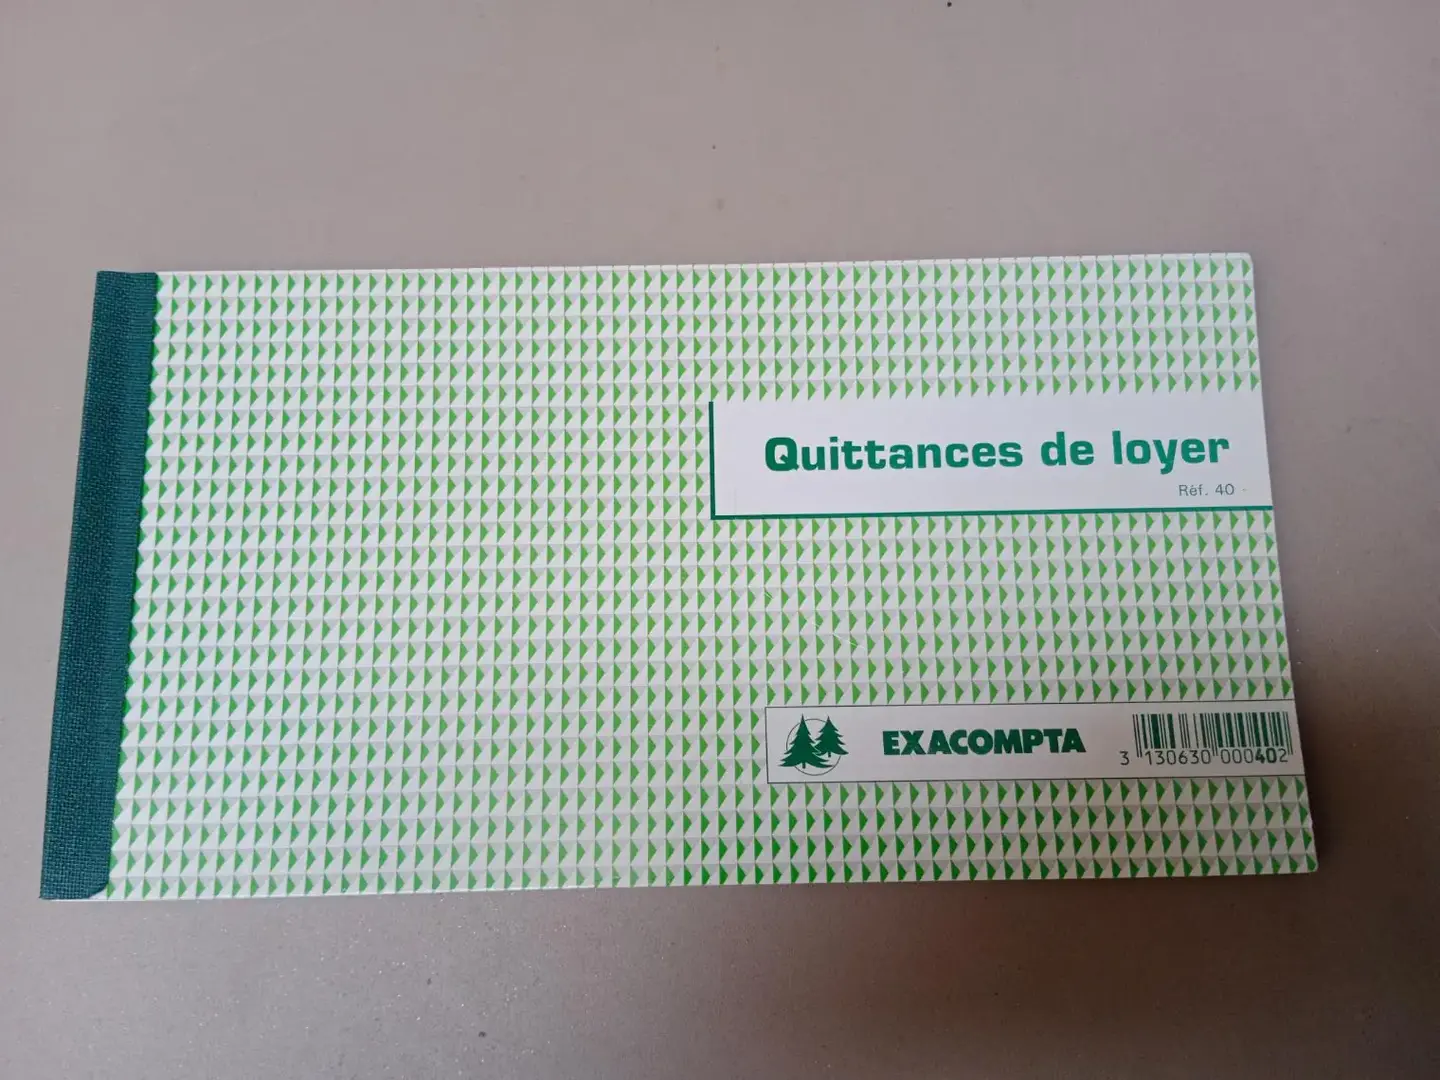 Quittances de loyer
Réf. 40
EXACOMPTA
3 130630 000402